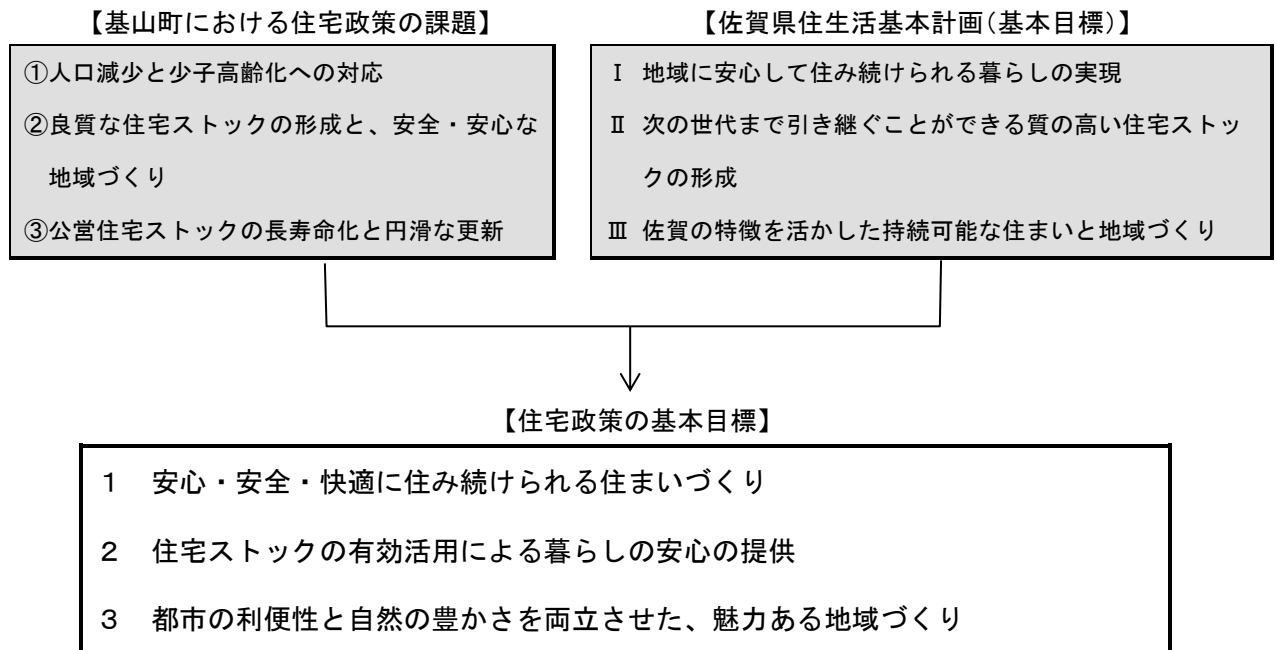 【基山町における住宅政策の課題】
①人口減少と少子高齢化への対応
②良質な住宅ストックの形成と、安全・安心な
地域づくり
③公営住宅ストックの長寿命化と円滑な更新
【佐賀県住生活基本計画(基本目標)】
Ⅰ 地域に安心して住み続けられる暮らしの実現
Ⅱ 次の世代まで引き継ぐことができる質の高い住宅ストッ
クの形成
Ⅲ 佐賀の特徴を活かした持続可能な住まいと地域づくり
【住宅政策の基本目標】
1 安心・安全・快適に住み続けられる住まいづくり
2 住宅ストックの有効活用による暮らしの安心の提供
3 都市の利便性と自然の豊かさを両立させた、魅力ある地域づくり